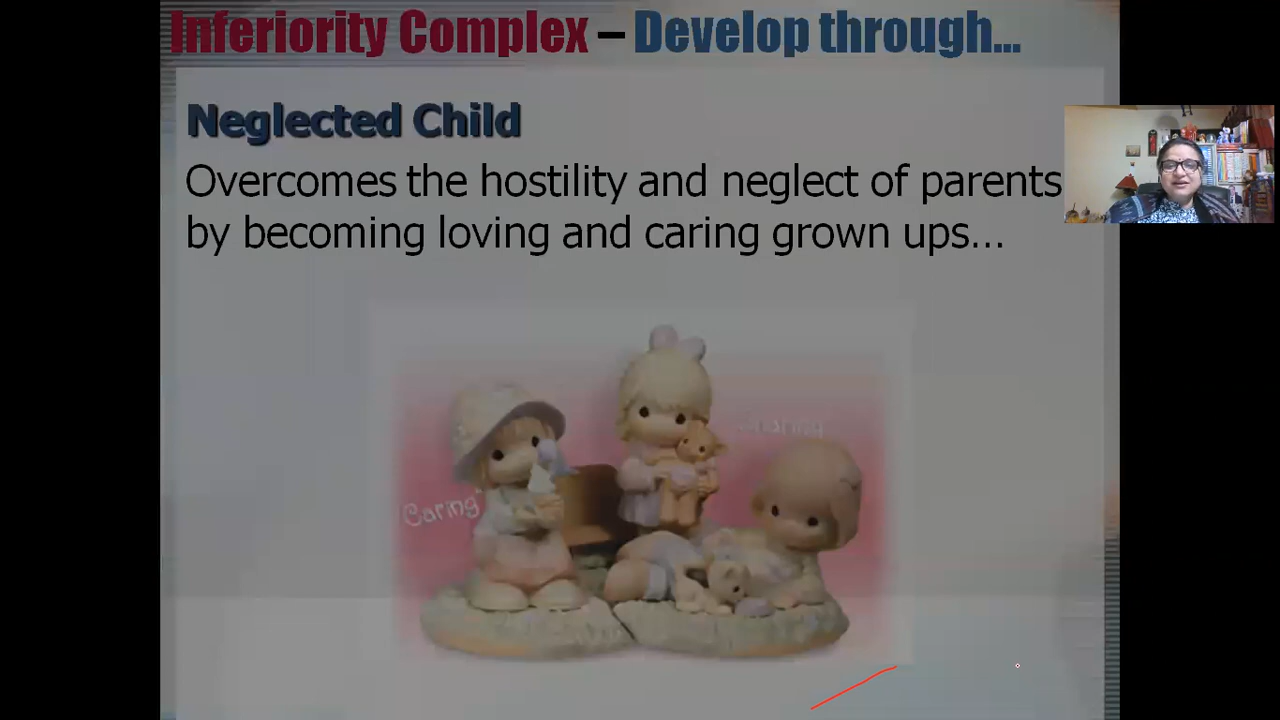 Inferiority Complex – Develop through...
Neglected Child
Overcomes the hostility and neglect of parents
by becoming loving and caring grown ups...
Sharing
Caring